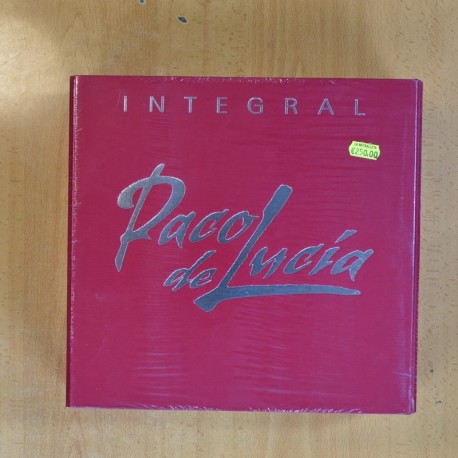 INTEGRAL
€250,00
Paco
de Lucía